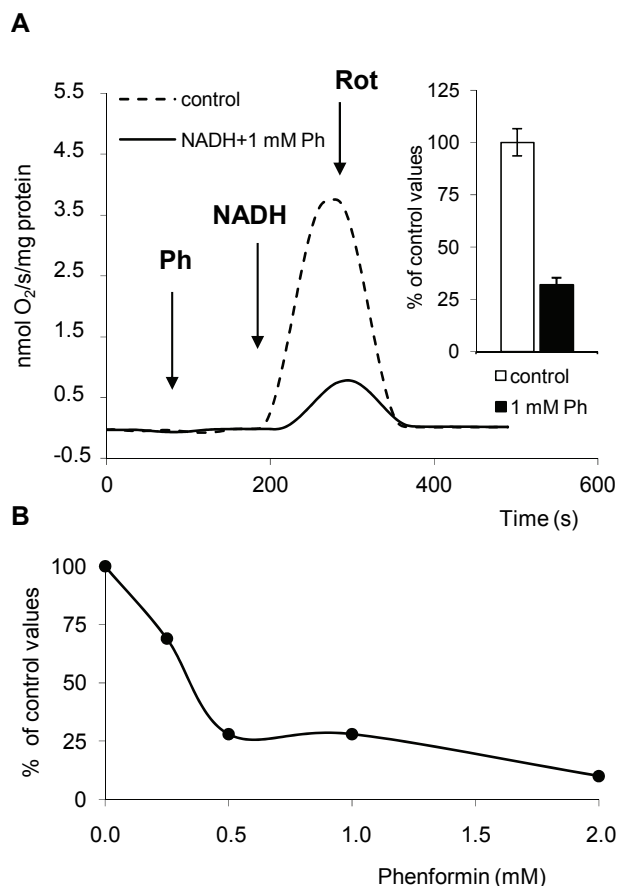 A
5.5
4.5
3.5
2.5
1.5
0.5
-0.5
nmol O₂/s/mg protein
control
NADH+1 mM Ph
Ph
NADH
Rot
0
200
400
600
Time (s)
125
100
75
50
25
0
% of control values
control
1 mM Ph
B
100
75
50
25
0
% of control values
0.0
0.5
1.0
1.5
2.0
Phenformin (mM)